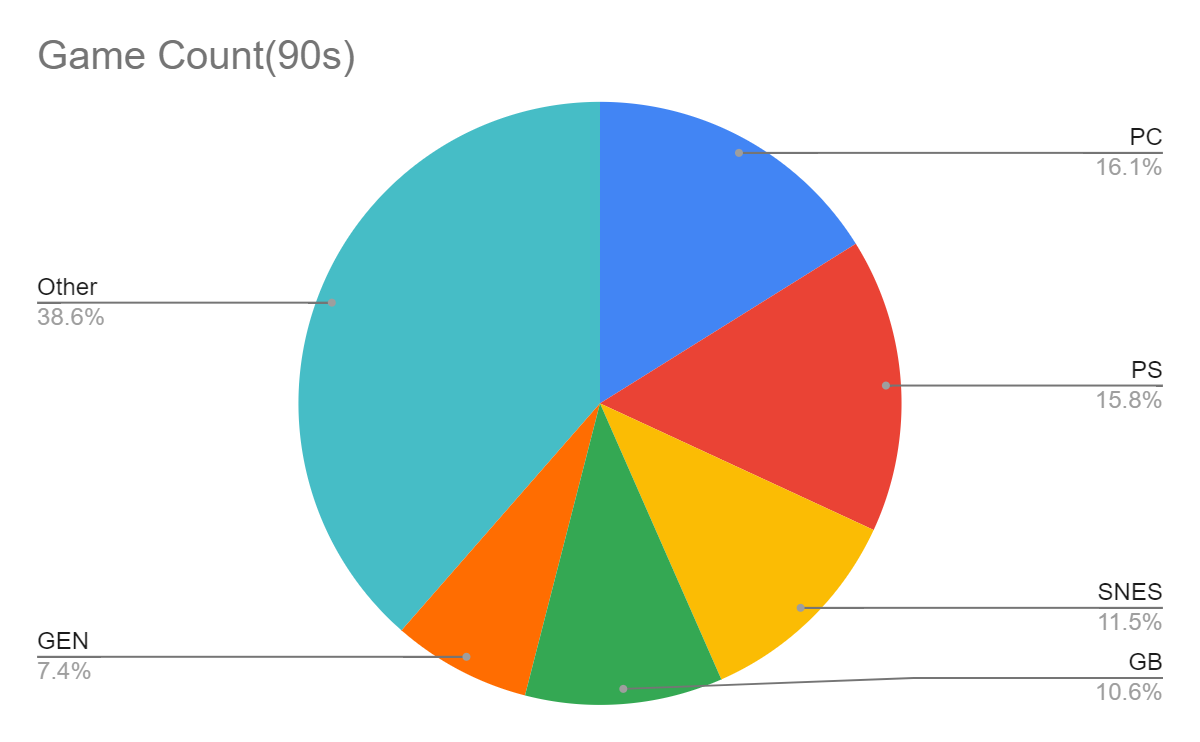 Game Count(90s)
PC
16.1%
Other
38.6%
PS
15.8%
SNES
11.5%
GEN
7.4%
GB
10.6%